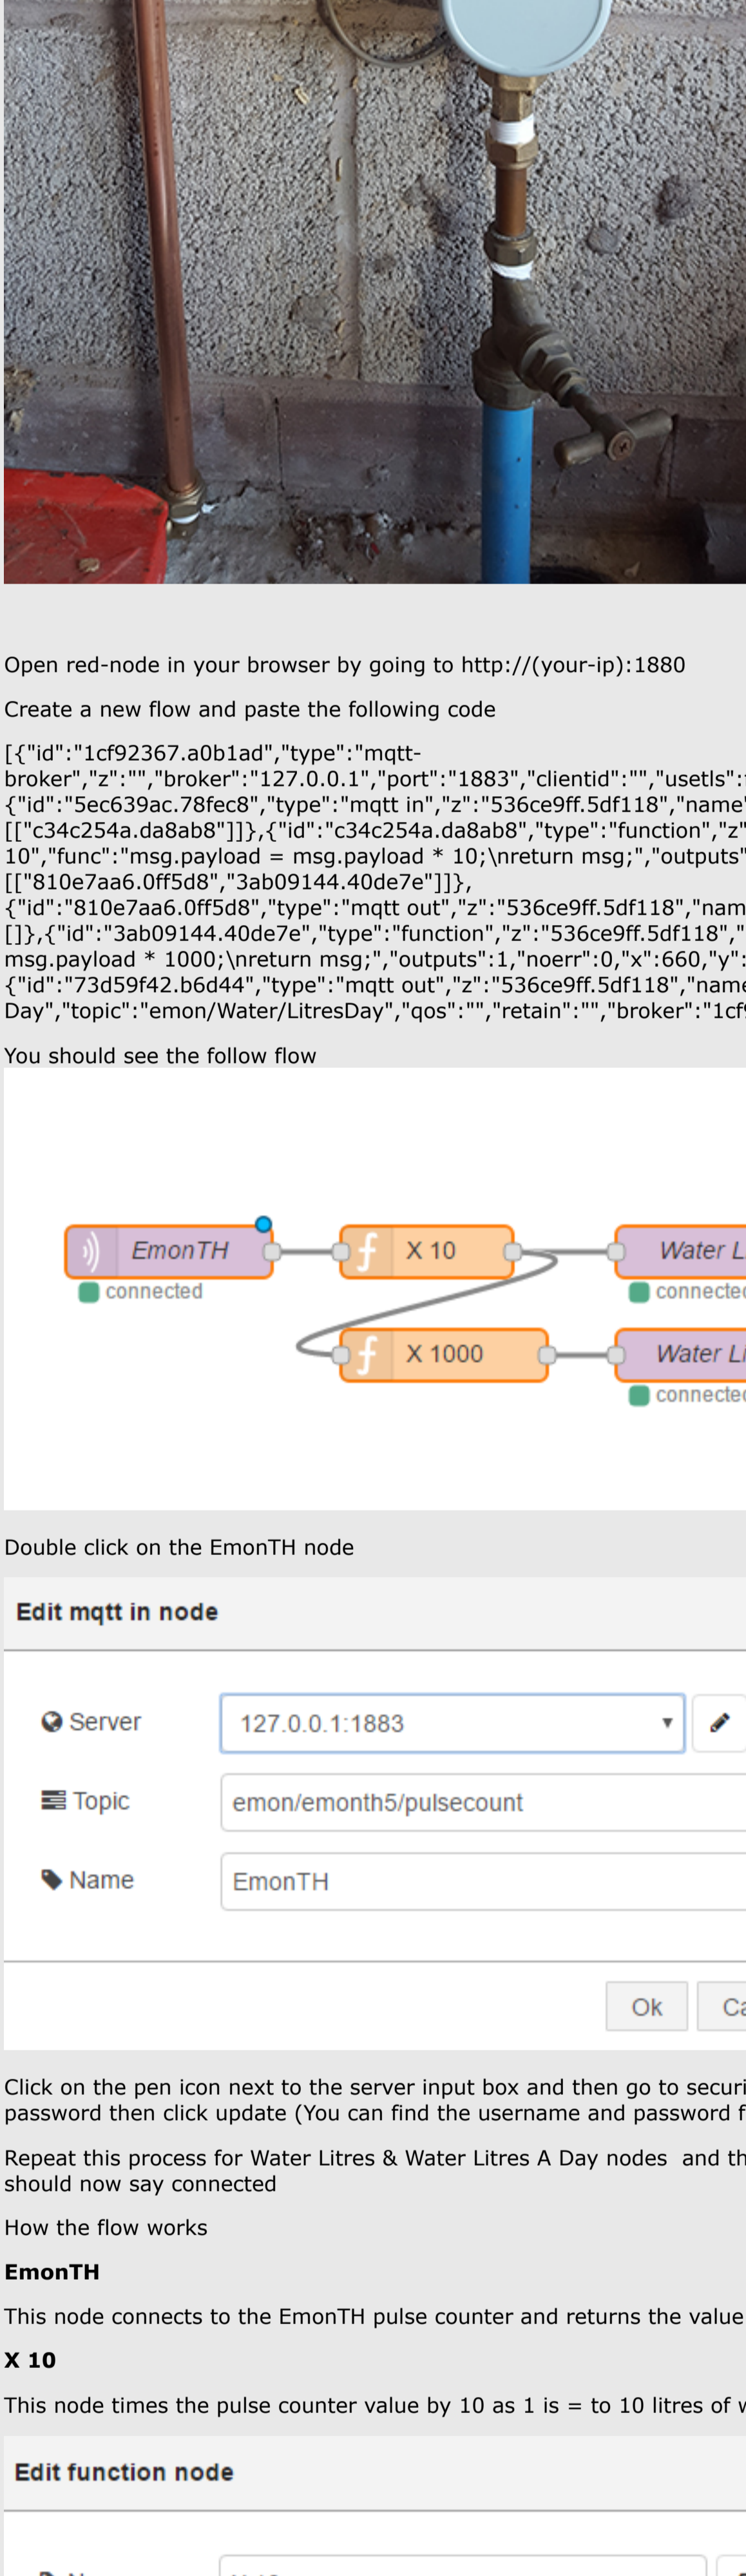 Open red-node in your browser by going to http://(your-ip):1880
Create a new flow and paste the following code
[{"id":"1cf92367.a0b1ad","type":"mqtt-
broker","z":"","broker":"127.0.0.1","port":"1883","clientid":"","usetls":
{"id":"5ec639ac.78fec8","type":"mqtt in","z":"536ce9ff.5df118","name"
[["c34c254a.da8ab8"]]},{"id":"c34c254a.da8ab8","type":"function","z"
10","func":"msg.payload = msg.payload * 10;\nreturn msg;","outputs"
[["810e7aa6.0ff5d8","3ab09144.40de7e"]]},
{"id":"810e7aa6.0ff5d8","type":"mqtt out","z":"536ce9ff.5df118","nam
[]},{"id":"3ab09144.40de7e","type":"function","z":"536ce9ff.5df118","
msg.payload * 1000;\nreturn msg;","outputs":1,"noerr":0,"x":660,"y":
{"id":"73d59f42.b6d44","type":"mqtt out","z":"536ce9ff.5df118","name
Day","topic":"emon/Water/LitresDay","qos":"","retain":"","broker":"1cf9
You should see the follow flow
EmonTH X 10 Water L
connected connected
X 1000 Water Li
connected
Double click on the EmonTH node
Edit mqtt in node
Server 127.0.0.1:1883
Topic emon/emonth5/pulsecount
Name EmonTH
Ok Ca
Click on the pen icon next to the server input box and then go to securi
password then click update (You can find the username and password f
Repeat this process for Water Litres & Water Litres A Day nodes and th
should now say connected
How the flow works
EmonTH
This node connects to the EmonTH pulse counter and returns the value
X 10
This node times the pulse counter value by 10 as 1 is = to 10 litres of w
Edit function node